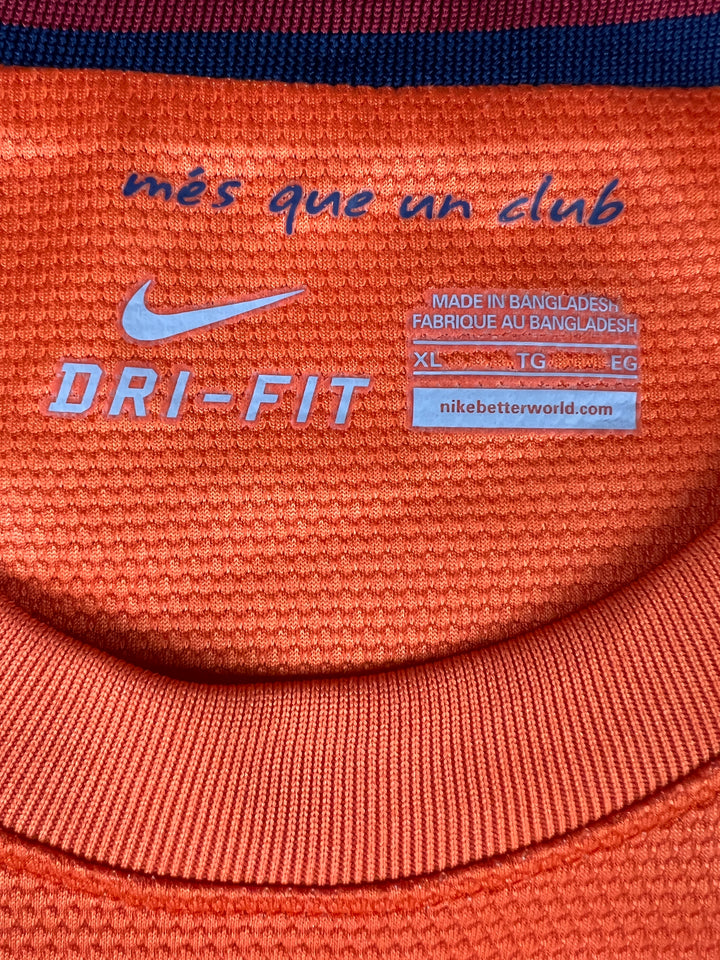 més que un club
DRI-FIT
MADE IN BANGLADESH
FABRIQUE AU BANGLADESH
XL TG EG
nikebetterworld.com